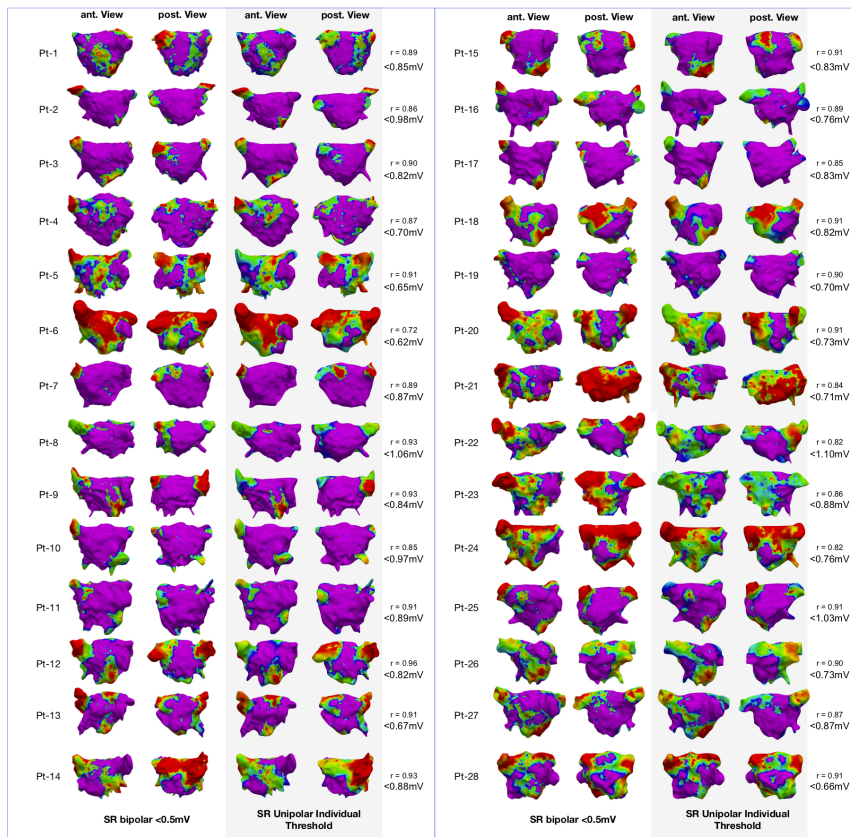 ant. View post. View ant. View post. View
Pt-1 r = 0.89
<0.85mV
Pt-2 r = 0.86
<0.98mV
Pt-3 r = 0.90
<0.82mV
Pt-4 r = 0.87
<0.70mV
Pt-5 r = 0.91
<0.65mV
Pt-6 r = 0.72
<0.62mV
Pt-7 r = 0.89
<0.87mV
Pt-8 r = 0.93
<1.06mV
Pt-9 r = 0.93
<0.84mV
Pt-10 r = 0.85
<0.97mV
Pt-11 r = 0.91
<0.89mV
Pt-12 r = 0.96
<0.82mV
Pt-13 r = 0.91
<0.67mV
Pt-14 r = 0.93
<0.88mV
SR bipolar <0.5mV SR Unipolar Individual
Threshold
ant. View post. View ant. View post. View
Pt-15 r = 0.91
<0.83mV
Pt-16 r = 0.89
<0.76mV
Pt-17 r = 0.85
<0.83mV
Pt-18 r = 0.91
<0.82mV
Pt-19 r = 0.90
<0.70mV
Pt-20 r = 0.91
<0.73mV
Pt-21 r = 0.84
<0.71mV
Pt-22 r = 0.82
<1.10mV
Pt-23 r = 0.86
<0.88mV
Pt-24 r = 0.82
<0.76mV
Pt-25 r = 0.91
<1.03mV
Pt-26 r = 0.90
<0.73mV
Pt-27 r = 0.87
<0.87mV
Pt-28 r = 0.91
<0.66mV
SR bipolar <0.5mV SR Unipolar Individual
Threshold